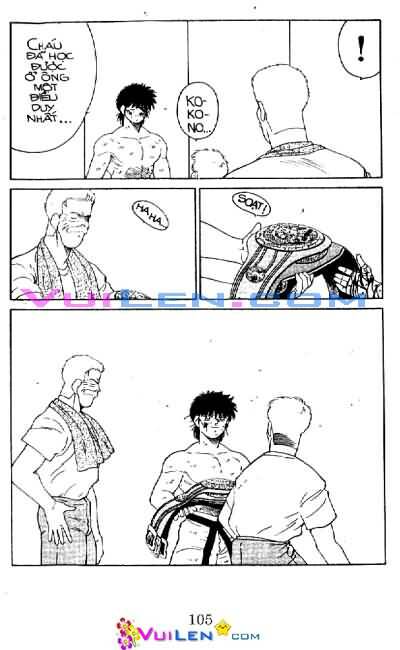 !
CHÁU
ĐÃ HỌC
ĐƯỢC
Ở ÔNG
MỘT
ĐIỀU
DUY
NHẤT...
KO-
KO-
NO...
HA HA..
SOẠT!
VUILEN.COM
105
VUILEN.COM